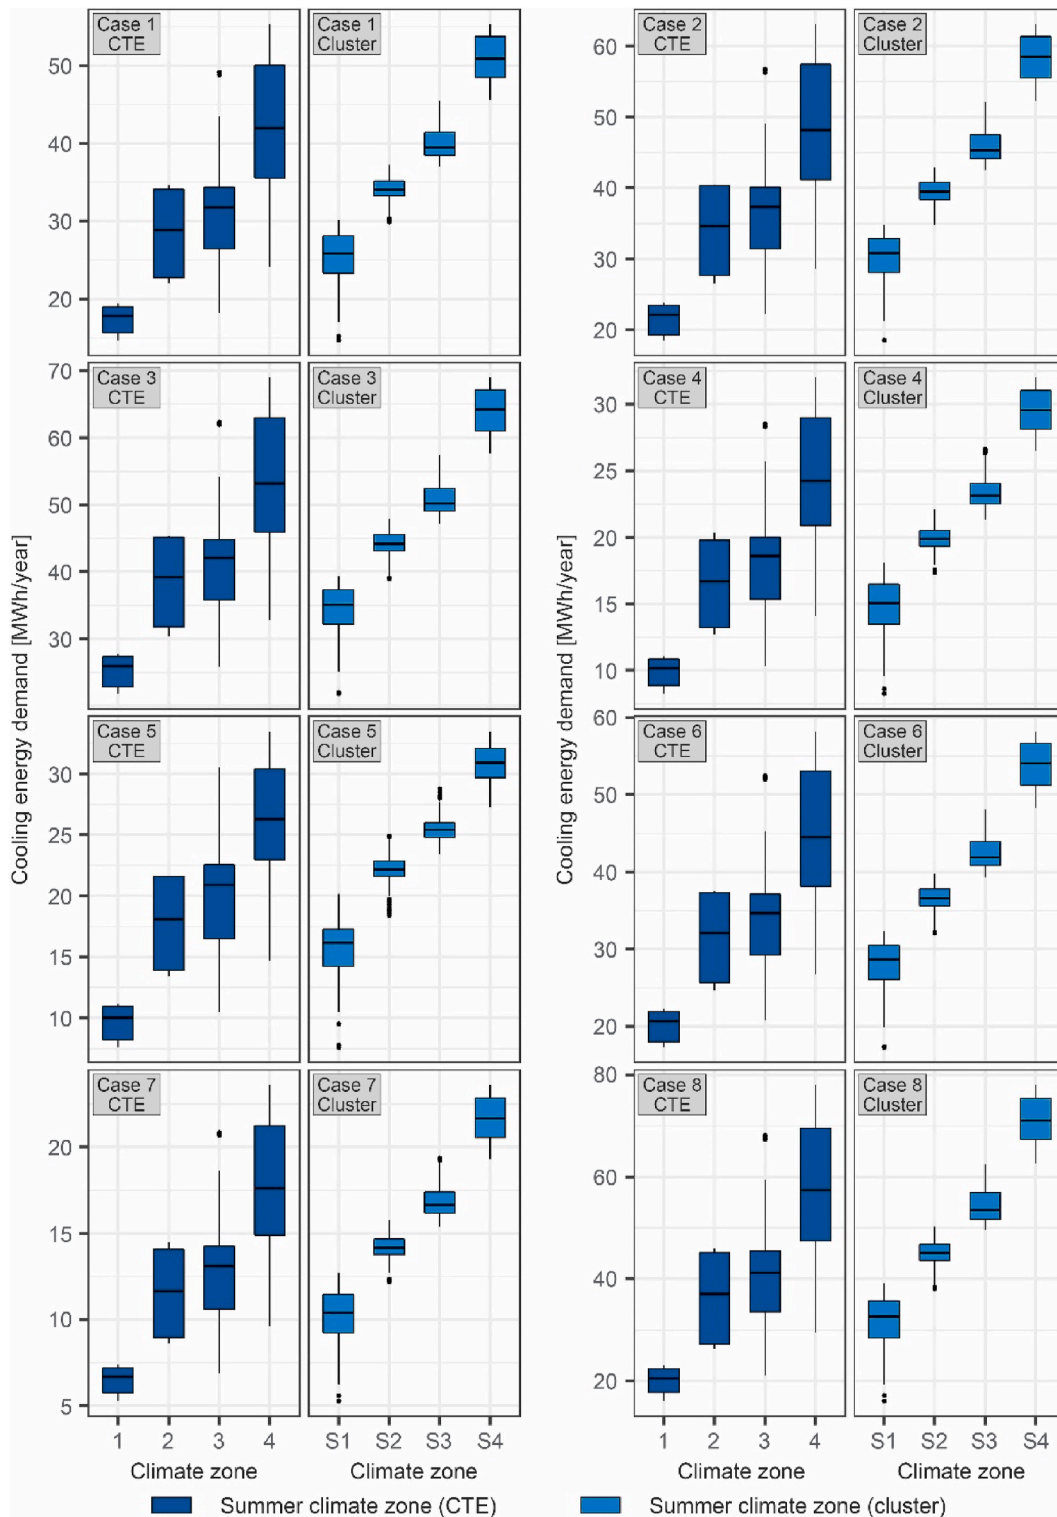 Case 1
CTE
Case 1
Cluster
50
40
30
20
Case 2
CTE
Case 2
Cluster
60
50
40
30
20
Case 3
CTE
Case 3
Cluster
70
60
50
40
30
Case 4
CTE
Case 4
Cluster
30
25
20
15
10
Cooling energy demand [MWh/year]
Cooling energy demand [MWh/year]
Case 5
CTE
Case 5
Cluster
30
25
20
15
10
Case 6
CTE
Case 6
Cluster
60
50
40
30
20
Case 7
CTE
Case 7
Cluster
20
15
10
5
Case 8
CTE
Case 8
Cluster
80
60
40
20
1 2 3 4 S1 S2 S3 S4 1 2 3 4 S1 S2 S3 S4
Climate zone Climate zone Climate zone Climate zone
Summer climate zone (CTE) Summer climate zone (cluster)